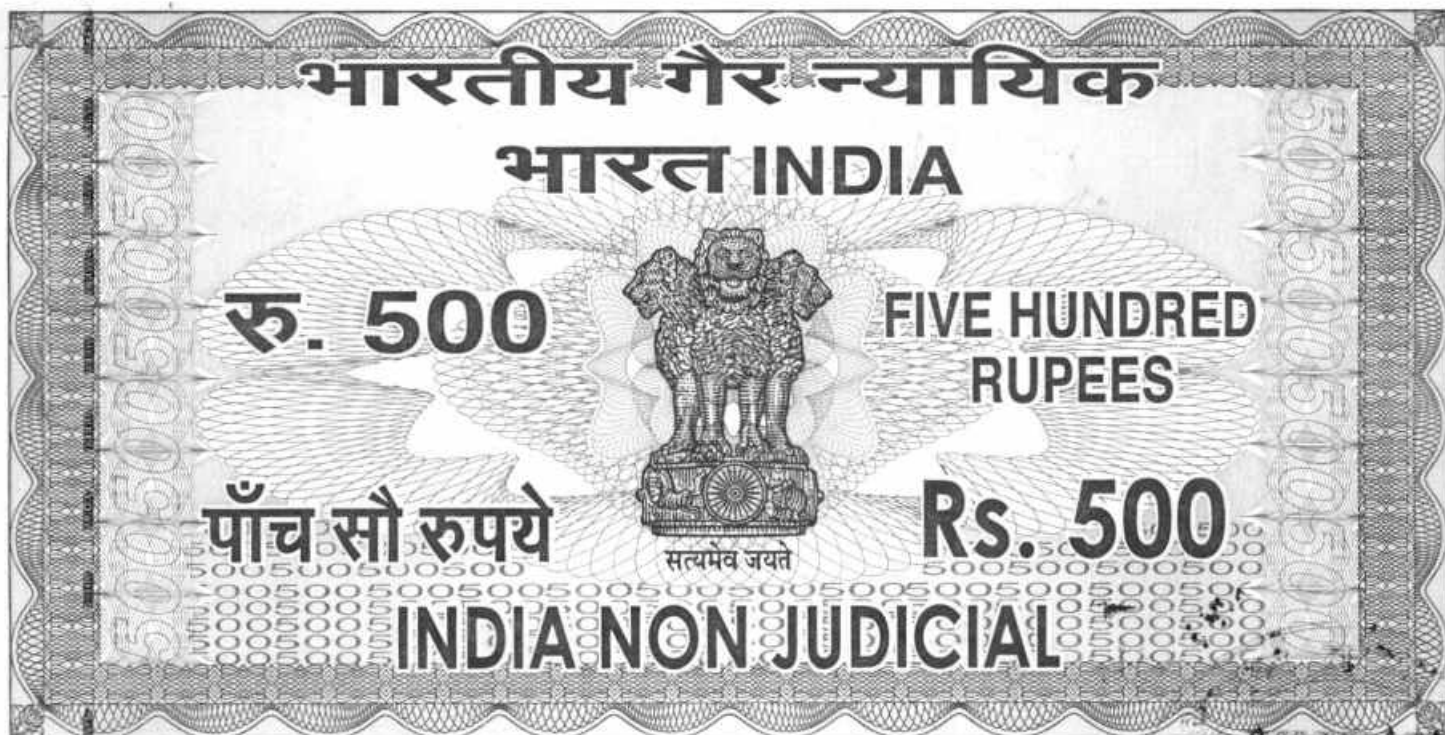 भारतीय गैर न्यायिक
भारत INDIA
रु. 500
FIVE HUNDRED
RUPEES
पाँच सौ रुपये
Rs. 500
सत्यमेव जयते
INDIA NON JUDICIAL